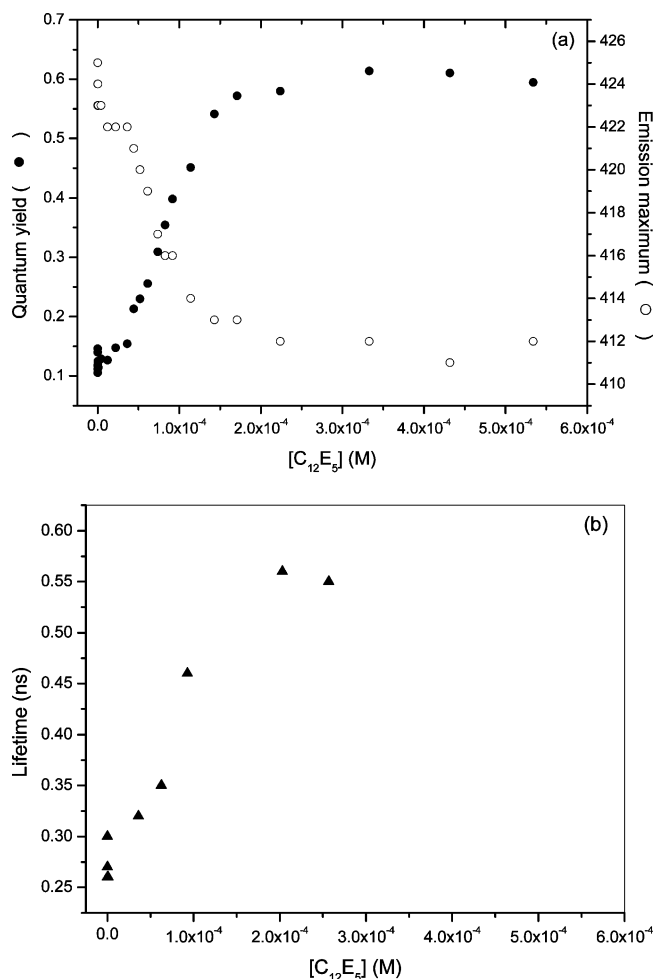 (a)
0.7
0.6
0.5
0.4
0.3
0.2
0.1
Quantum yield ( ● )
426
424
422
420
418
416
414
412
410
Emission maximum ( ○ )
0.0 1.0x10⁻⁴ 2.0x10⁻⁴ 3.0x10⁻⁴ 4.0x10⁻⁴ 5.0x10⁻⁴ 6.0x10⁻⁴
[C₁₂E₅] (M)
(b)
0.60
0.55
0.50
0.45
0.40
0.35
0.30
0.25
Lifetime (ns)
0.0 1.0x10⁻⁴ 2.0x10⁻⁴ 3.0x10⁻⁴ 4.0x10⁻⁴ 5.0x10⁻⁴ 6.0x10⁻⁴
[C₁₂E₅] (M)